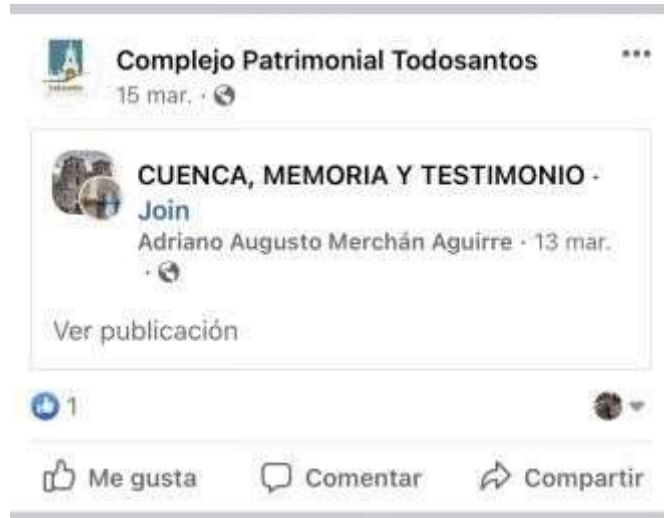 Complejo Patrimonial Todosantos
15 mar. ·
CUENCA, MEMORIA Y TESTIMONIO ·
Join
Adriano Augusto Merchán Aguirre · 13 mar.
·
Ver publicación
1
Me gusta Comentar Compartir